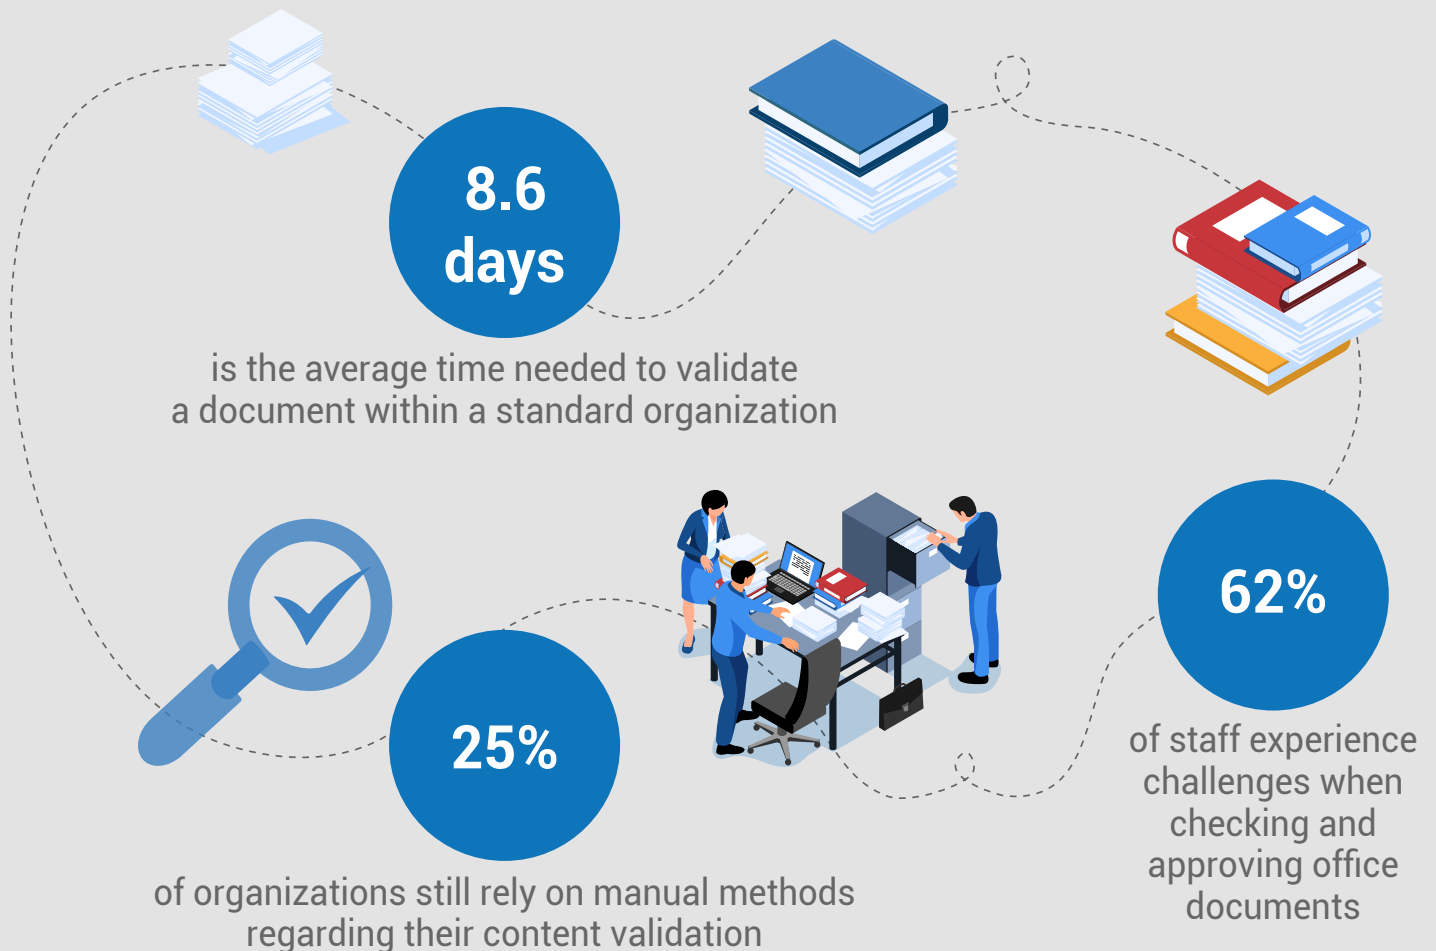 8.6
days
is the average time needed to validate
a document within a standard organization
62%
of staff experience
challenges when
checking and
approving office
documents
25%
of organizations still rely on manual methods
regarding their content validation